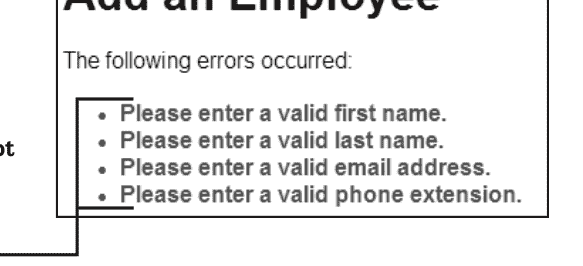 Add an Employee
The following errors occurred:
• Please enter a valid first name.
• Please enter a valid last name.
• Please enter a valid email address.
• Please enter a valid phone extension.